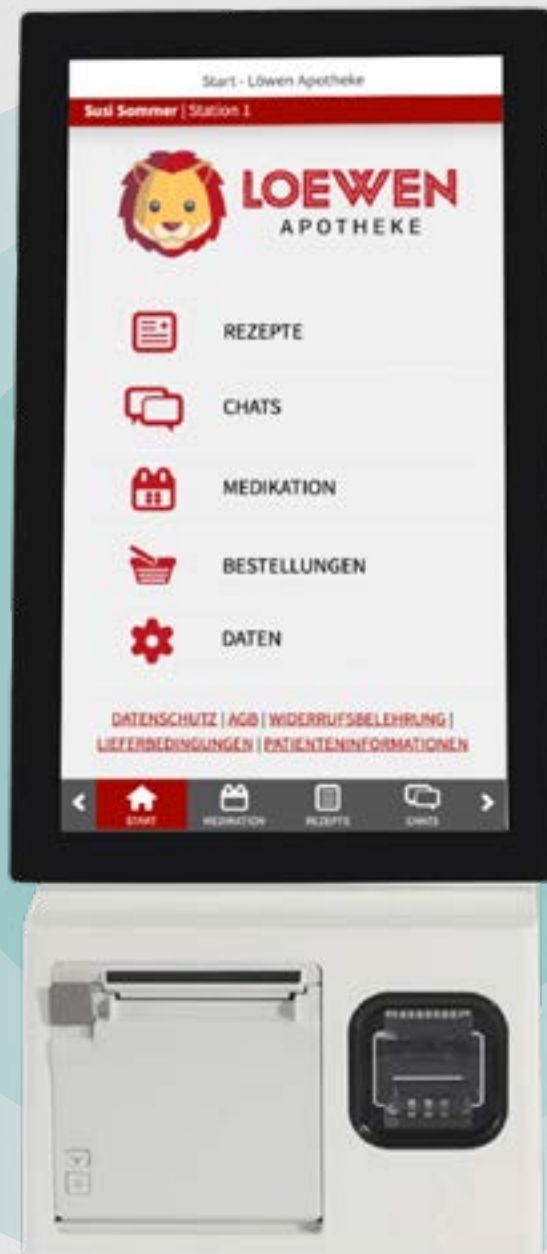 Start - Löwen Apotheke
Susi Sommer | Station 1
LOEWEN
APOTHEKE
REZEPTE
CHATS
MEDIKATION
BESTELLUNGEN
DATEN
DATENSCHUTZ | AGB | WIDERRUFSBELEHRUNG |
LIEFERBEDINGUNGEN | PATIENTENINFORMATIONEN
START MEDIKATION REZEPTE CHATS